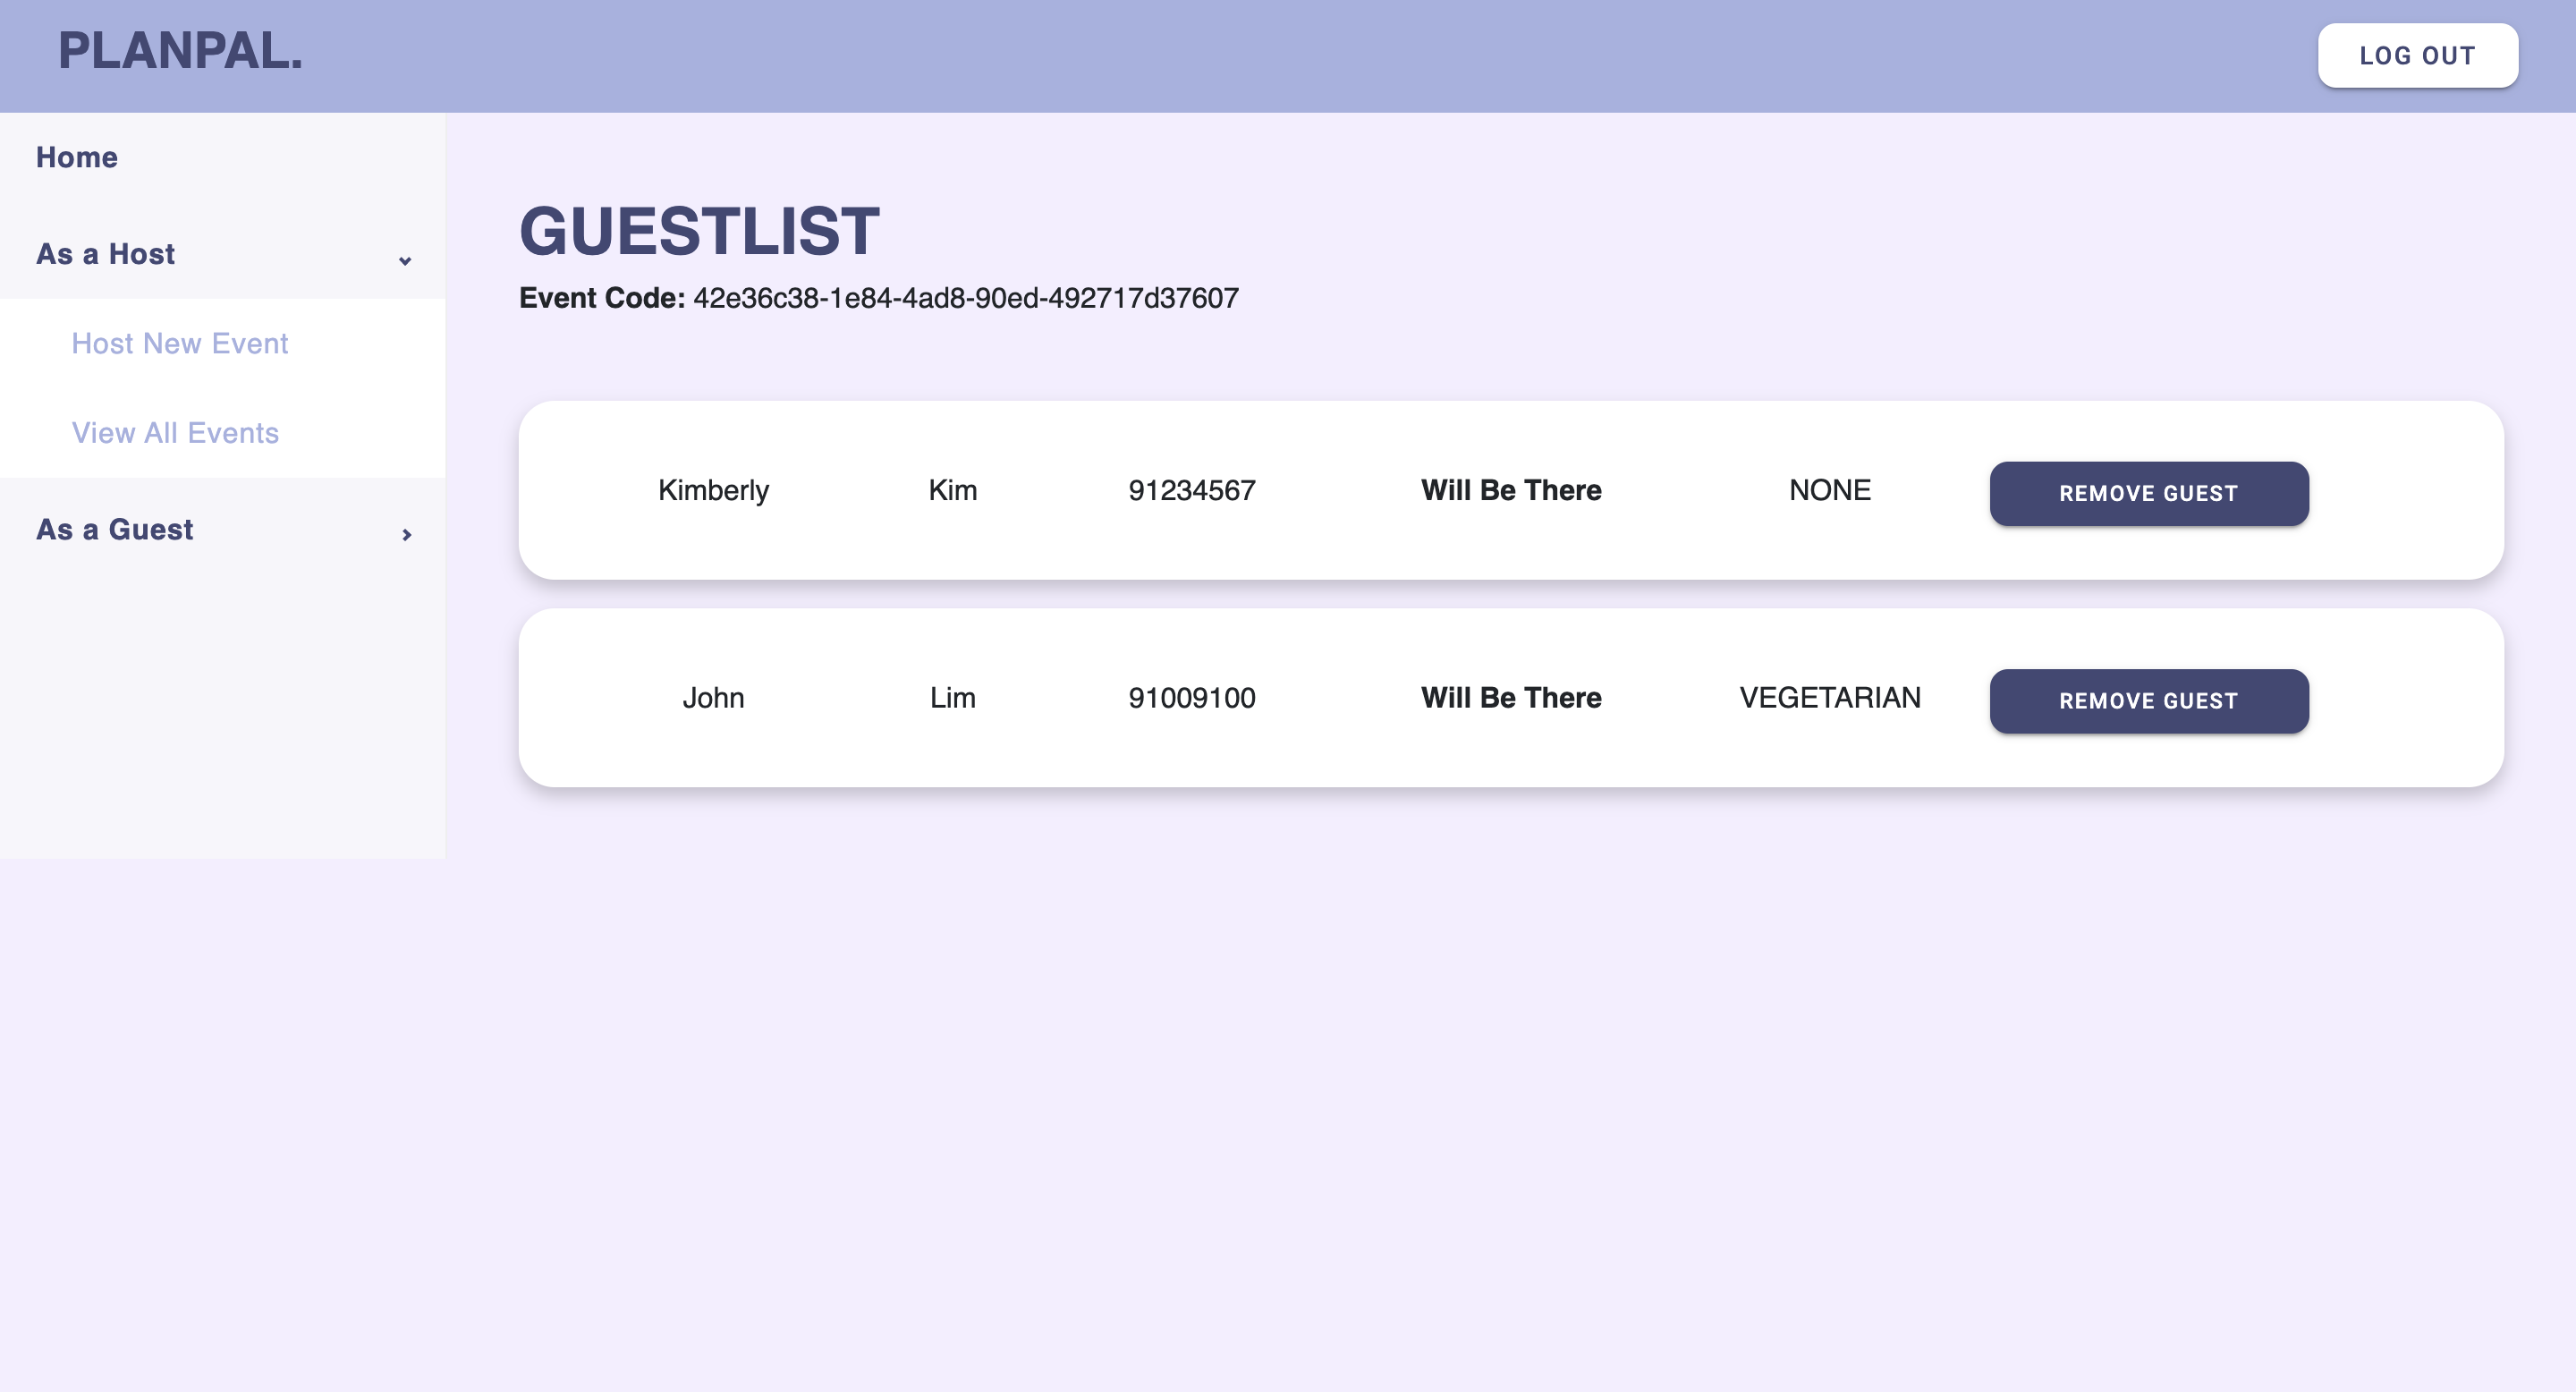 PLANPAL.
LOG OUT
Home
As a Host
Host New Event
View All Events
As a Guest
GUESTLIST
Event Code: 42e36c38-1e84-4ad8-90ed-492717d37607
Kimberly Kim 91234567 Will Be There NONE REMOVE GUEST
John Lim 91009100 Will Be There VEGETARIAN REMOVE GUEST